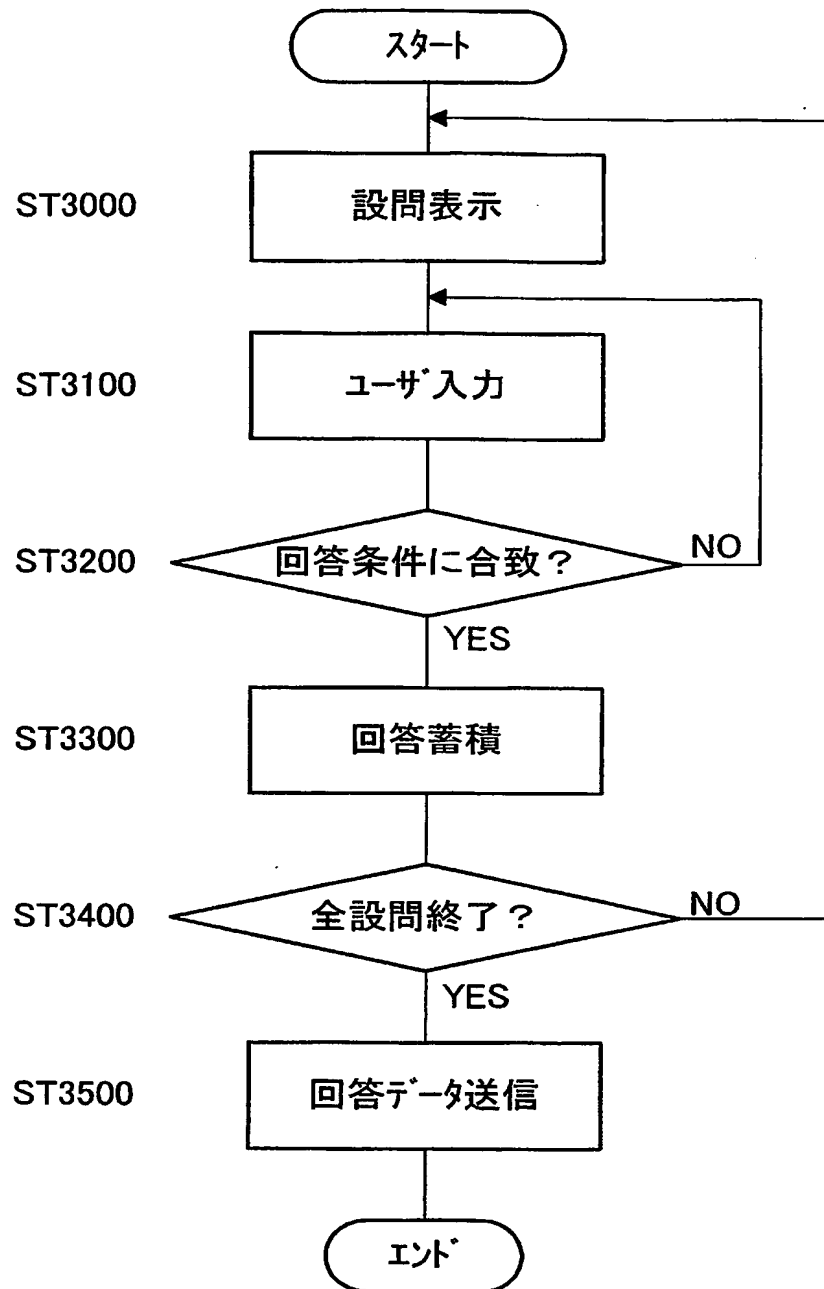 スタート
ST3000
設問表示
ST3100
ユーザ入力
ST3200
回答条件に合致？
NO
YES
ST3300
回答蓄積
ST3400
全設問終了？
NO
YES
ST3500
回答データ送信
エンド